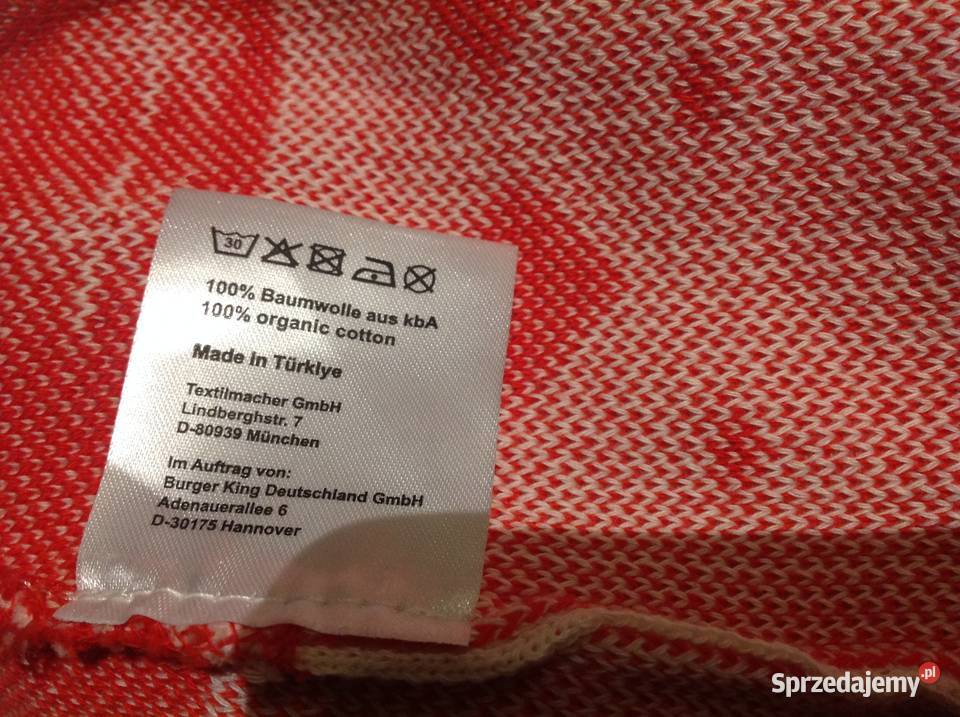 30
100% Baumwolle aus kbA
100% organic cotton
Made in Türkiye
Textilmacher GmbH
Lindberghstr. 7
D-80939 München
Im Auftrag von:
Burger King Deutschland GmbH
Adenauerallee 6
D-30175 Hannover
Sprzedajemy.pl